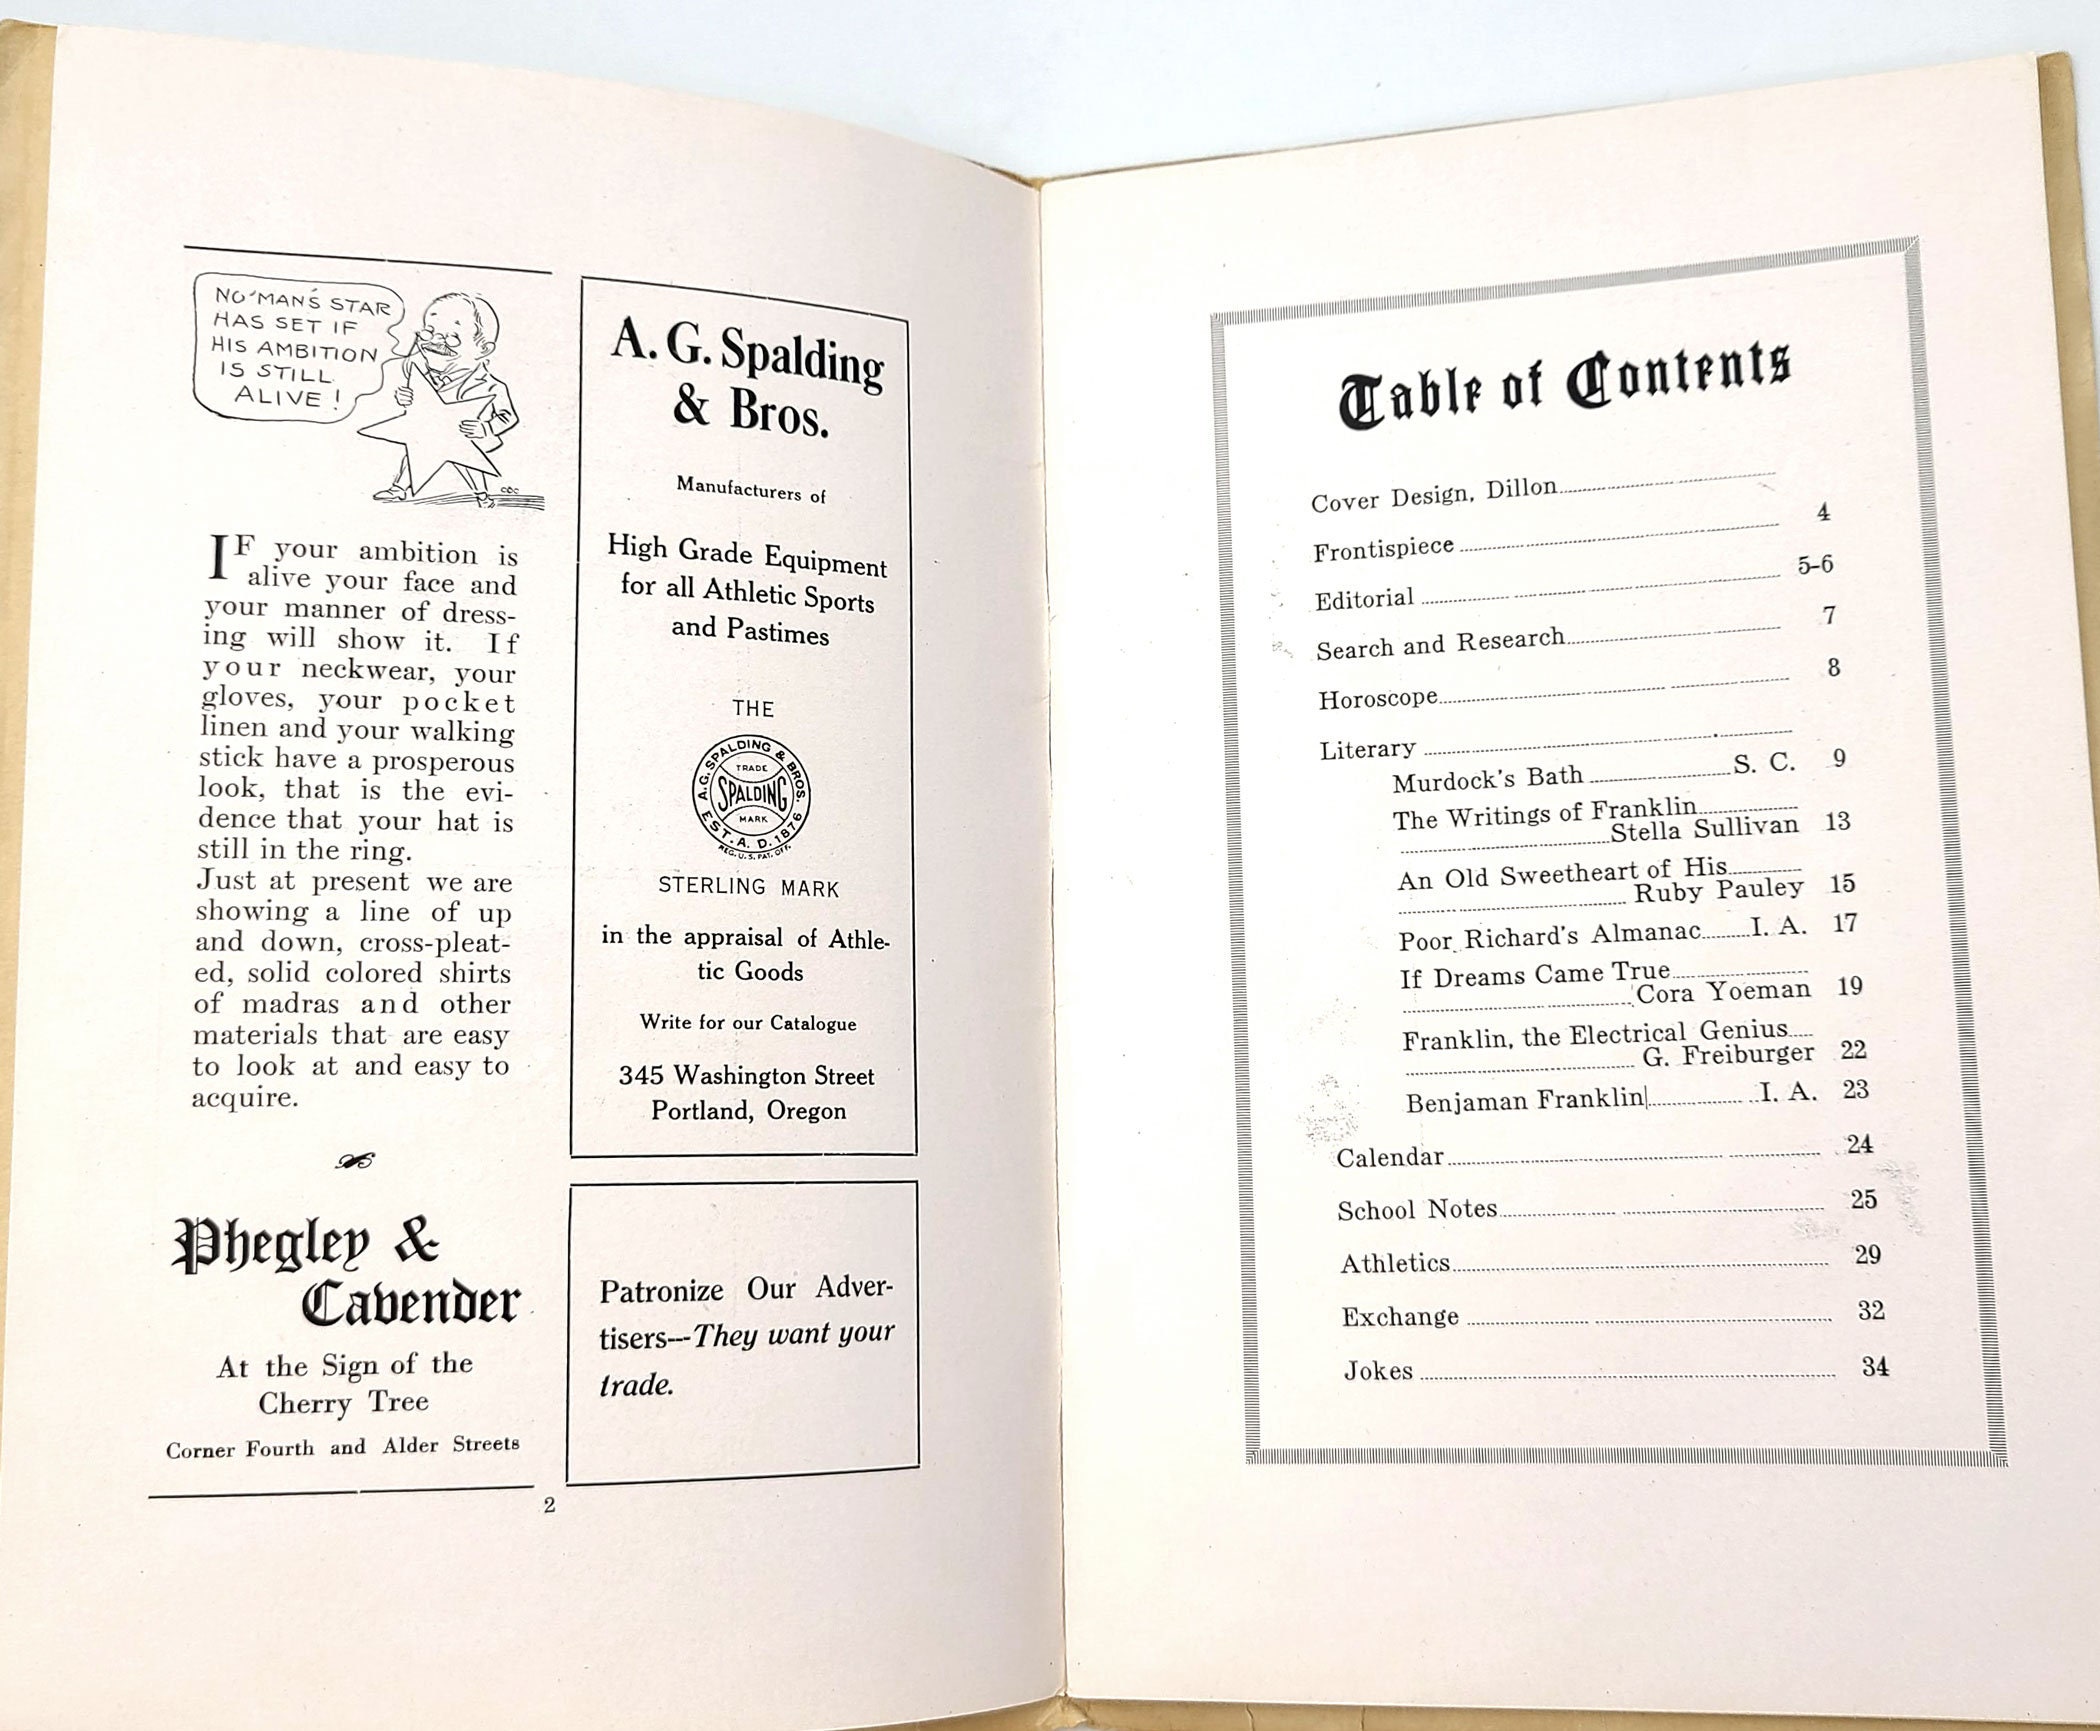 NO MAN'S STAR
HAS SET IF
HIS AMBITION
IS STILL
ALIVE!
IF your ambition is
alive your face and
your manner of dress-
ing will show it. If
your neckwear, your
gloves, your pocket
linen and your walking
stick have a prosperous
look, that is the evi-
dence that your hat is
still in the ring.
Just at present we are
showing a line of up
and down, cross-pleat-
ed, solid colored shirts
of madras and other
materials that are easy
to look at and easy to
acquire.
Phegley &
Cavender
At the Sign of the
Cherry Tree
Corner Fourth and Alder Streets
A. G. Spalding
& Bros.
Manufacturers of
High Grade Equipment
for all Athletic Sports
and Pastimes
THE
A. G. SPALDING & BROS.
TRADE
SPALDING
MARK
EST. A. D. 1876
REG. U. S. PAT. OFF.
STERLING MARK
in the appraisal of Athle-
tic Goods
Write for our Catalogue
345 Washington Street
Portland, Oregon
Patronize Our Adver-
tisers---They want your
trade.
2
Table of Contents
Cover Design, Dillon
Frontispiece 4
Editorial 5-6
Search and Research 7
Horoscope 8
Literary
Murdock's Bath S. C. 9
The Writings of Franklin
Stella Sullivan 13
An Old Sweetheart of His
Ruby Pauley 15
Poor Richard's Almanac I. A. 17
If Dreams Came True
Cora Yoeman 19
Franklin, the Electrical Genius
G. Freiburger 22
Benjaman Franklin I. A. 23
Calendar 24
School Notes 25
Athletics 29
Exchange 32
Jokes 34